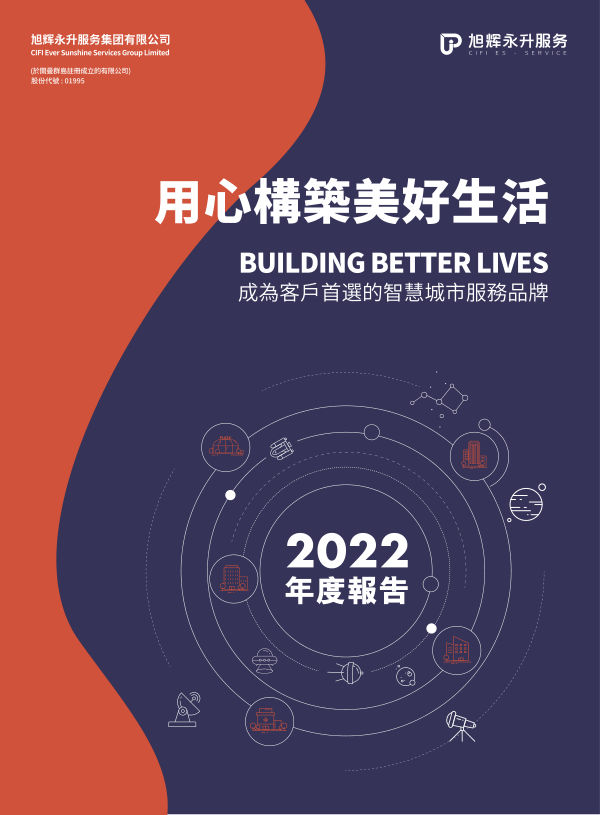 旭辉永升服务集团有限公司
CIFI Ever Sunshine Services Group Limited
(於開曼群島註冊成立的有限公司)
股份代號 : 01995
旭辉永升服务
CIFI ES - SERVICE
用心構築美好生活
BUILDING BETTER LIVES
成為客戶首選的智慧城市服務品牌
2022
年度報告